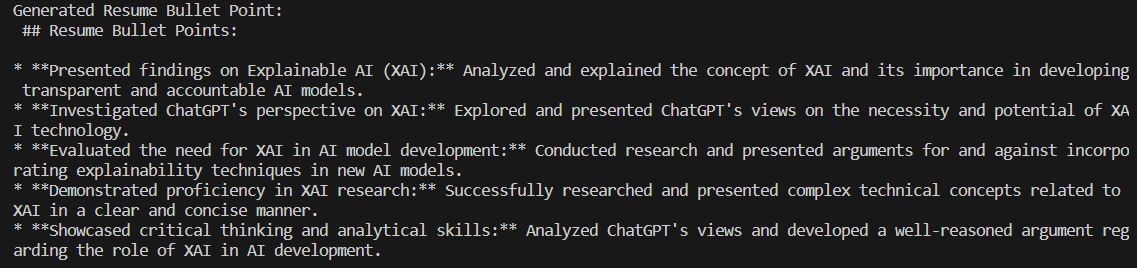 Generated Resume Bullet Point:
 ## Resume Bullet Points:

* **Presented findings on Explainable AI (XAI):** Analyzed and explained the concept of XAI and its importance in developing
 transparent and accountable AI models.
* **Investigated ChatGPT's perspective on XAI:** Explored and presented ChatGPT's views on the necessity and potential of XA
I technology.
* **Evaluated the need for XAI in AI model development:** Conducted research and presented arguments for and against incorpo
rating explainability techniques in new AI models.
* **Demonstrated proficiency in XAI research:** Successfully researched and presented complex technical concepts related to
XAI in a clear and concise manner.
* **Showcased critical thinking and analytical skills:** Analyzed ChatGPT's views and developed a well-reasoned argument reg
arding the role of XAI in AI development.